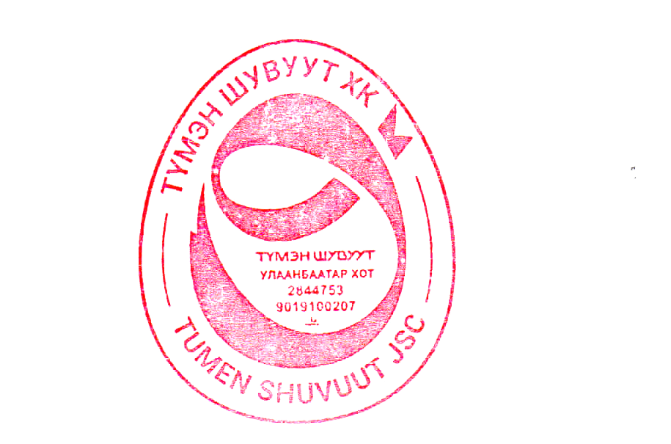 ТҮМЭН ШУВУУТ ХК
ТҮМЭН ШУВУУТ
УЛААНБААТАР ХОТ
2844753
9019100207
TUMEN SHUVUUT JSC